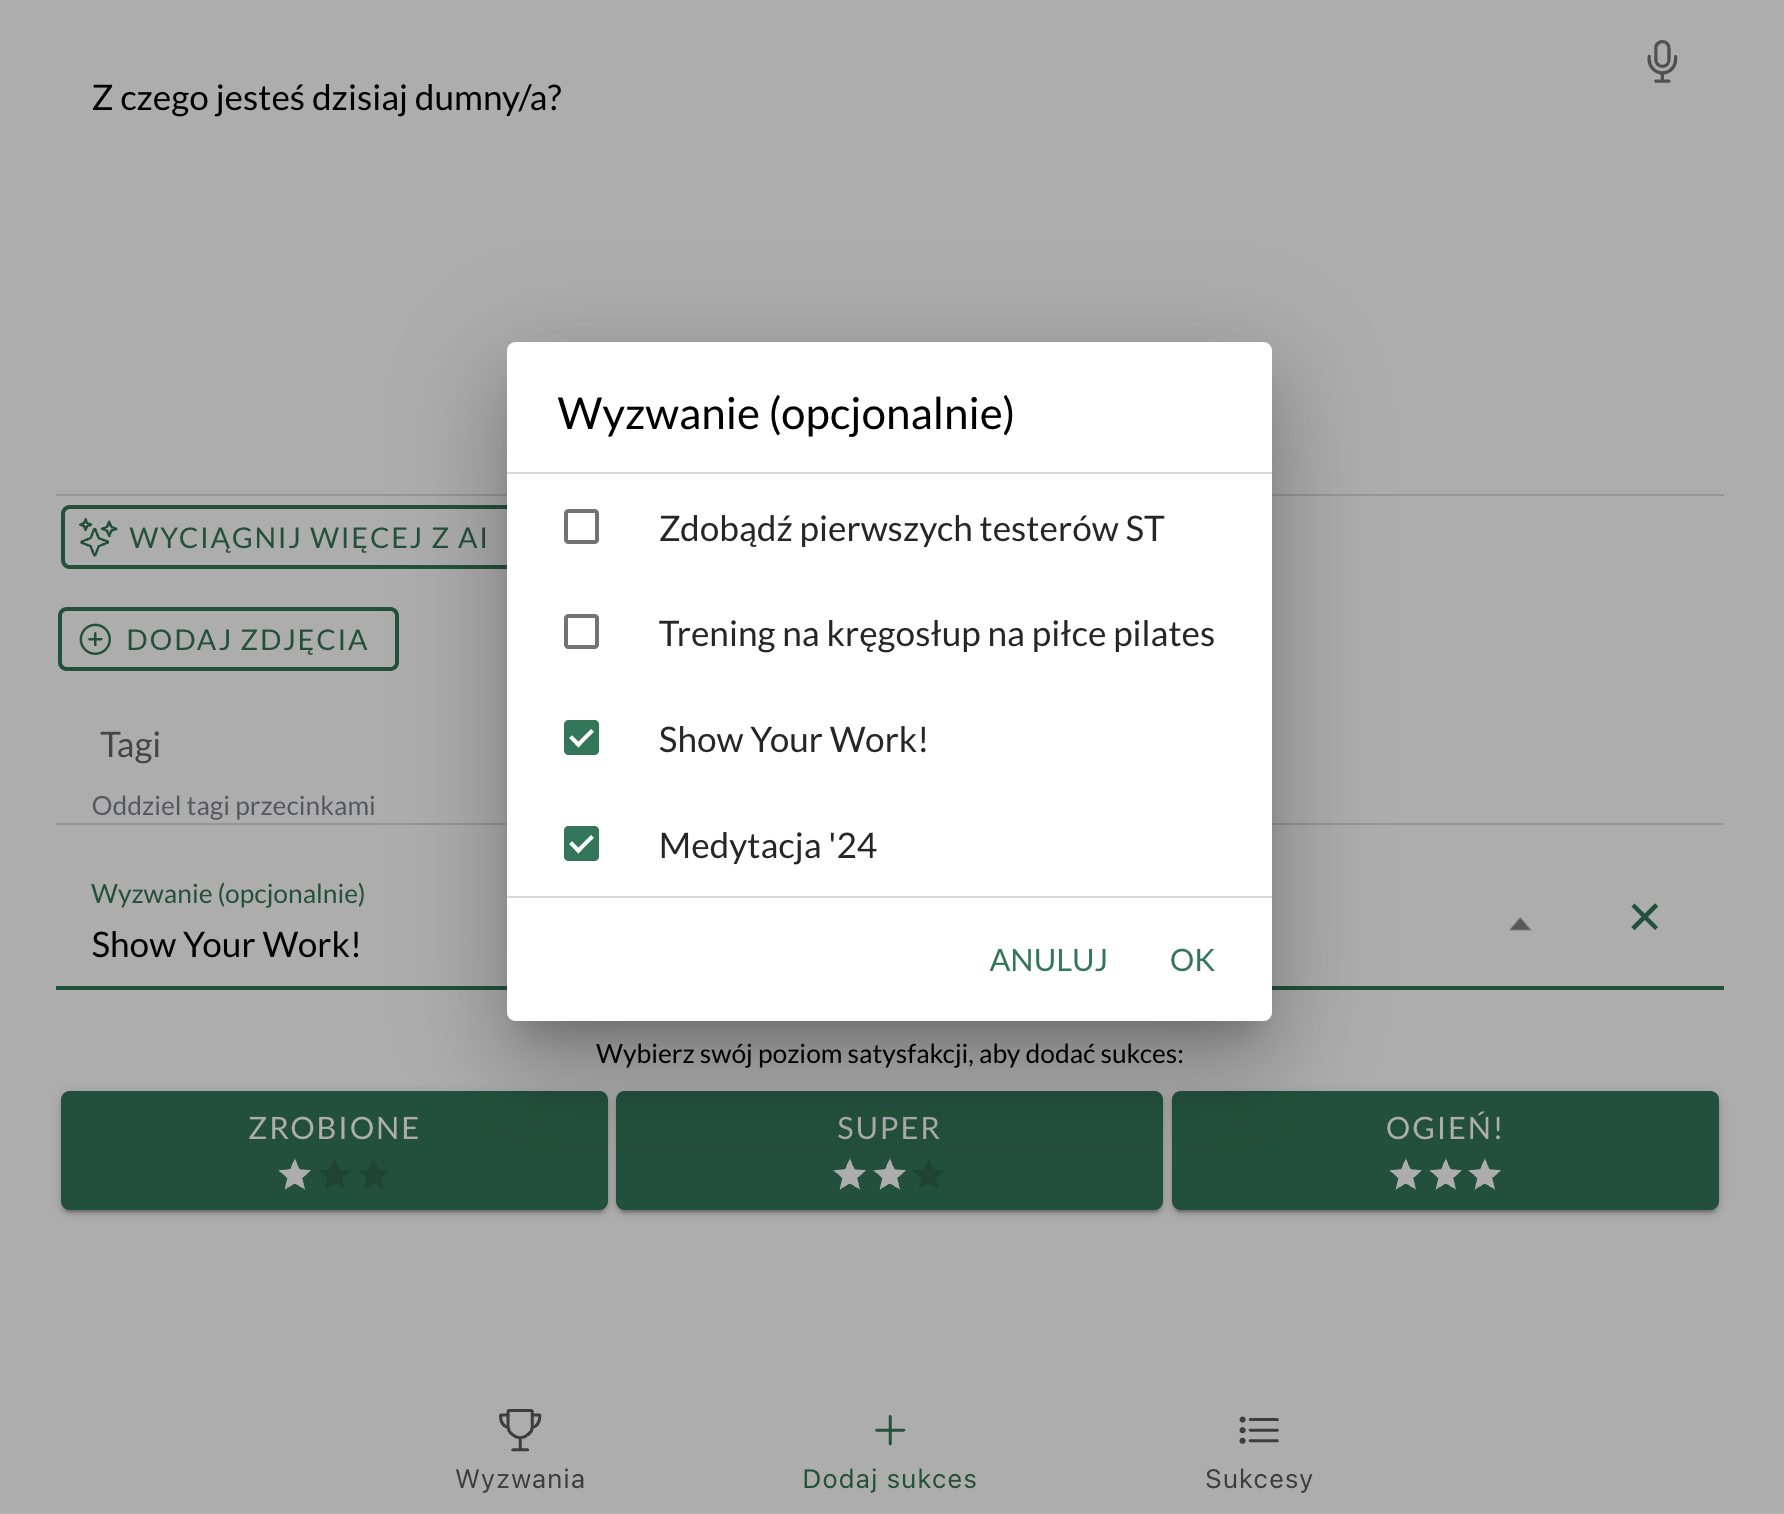 Z czego jesteś dzisiaj dumny/a?
Wyzwanie (opcjonalnie)
Zdobądź pierwszych testerów ST
Trening na kręgosłup na piłce pilates
Show Your Work!
Medytacja '24
ANULUJ OK
WYCIĄGNIJ WIĘCEJ Z AI
DODAJ ZDJĘCIA
Tagi
Oddziel tagi przecinkami
Wyzwanie (opcjonalnie)
Show Your Work!
Wybierz swój poziom satysfakcji, aby dodać sukces:
ZROBIONE SUPER OGIEŃ!
Wyzwania Dodaj sukces Sukcesy